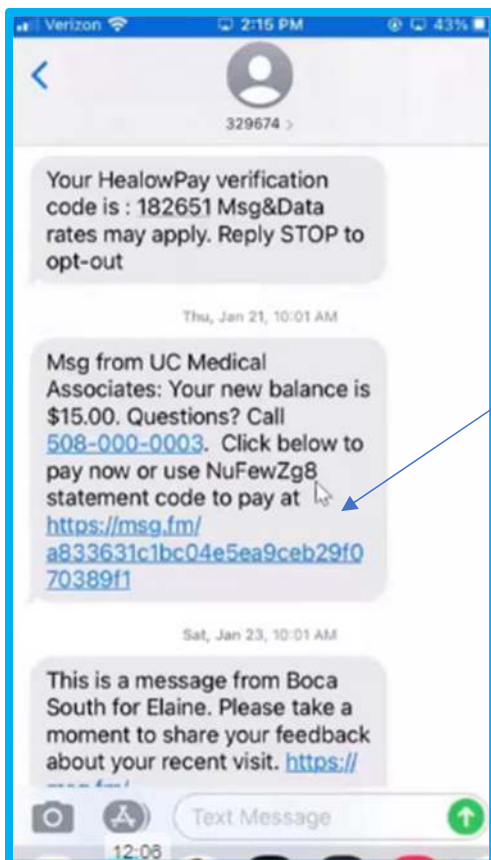 Verizon 2:15 PM 43%
329674 >
Your HealowPay verification
code is : 182651 Msg&Data
rates may apply. Reply STOP to
opt-out
Thu, Jan 21, 10:01 AM
Msg from UC Medical
Associates: Your new balance is
$15.00. Questions? Call
508-000-0003. Click below to
pay now or use NuFewZg8
statement code to pay at
https://msg.fm/
a833631c1bc04e5ea9ceb29f0
70389f1
Sat, Jan 23, 10:01 AM
This is a message from Boca
South for Elaine. Please take a
moment to share your feedback
about your recent visit. https://
Text Message
12:06